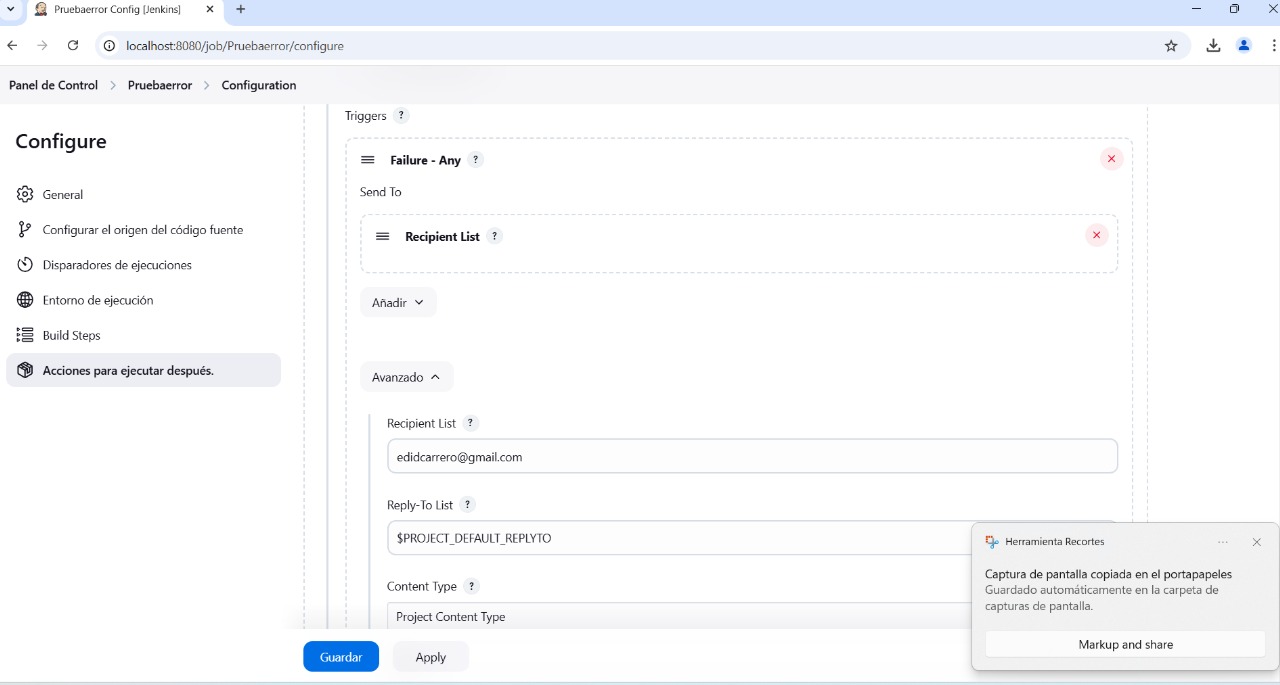 Pruebaerror Config [Jenkins]
localhost:8080/job/Pruebaerror/configure
Panel de Control > Pruebaerror > Configuration
Configure
General
Configurar el origen del código fuente
Disparadores de ejecuciones
Entorno de ejecución
Build Steps
Acciones para ejecutar después.
Triggers ?
Failure - Any ?
Send To
Recipient List ?
Añadir
Avanzado
Recipient List ?
edidcarrero@gmail.com
Reply-To List ?
$PROJECT_DEFAULT_REPLYTO
Content Type ?
Project Content Type
Guardar
Apply
Herramienta Recortes
Captura de pantalla copiada en el portapapeles
Guardado automáticamente en la carpeta de
capturas de pantalla.
Markup and share